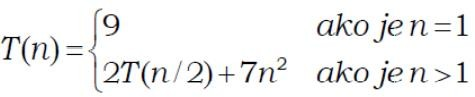 T(n) = { 9 ako je n = 1
2T(n/2) + 7n² ako je n > 1